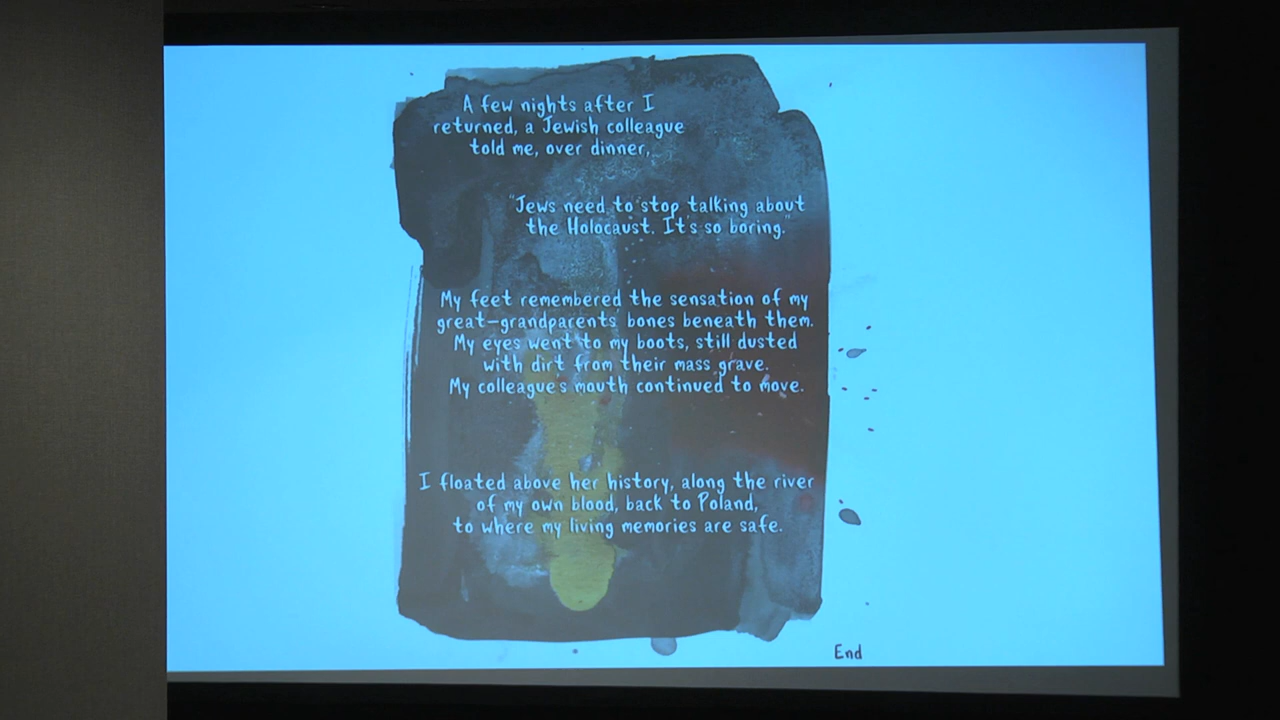 A few nights after I
returned, a Jewish colleague
told me, over dinner,
"Jews need to stop talking about
the Holocaust. It's so boring."
My feet remembered the sensation of my
great-grandparents' bones beneath them.
My eyes went to my boots, still dusted
with dirt from their mass grave.
My colleague's mouth continued to move.
I floated above her history, along the river
of my own blood, back to Poland,
to where my living memories are safe.
End